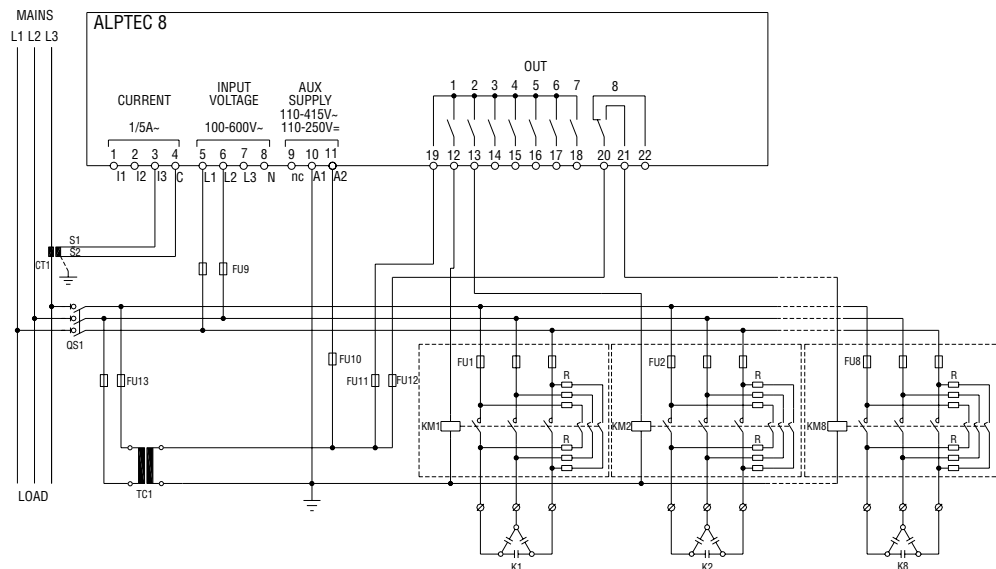 MAINS
L1 L2 L3
ALPTEC 8
OUT
1 2 3 4 5 6 7 8
CURRENT
INPUT
VOLTAGE
AUX
SUPPLY
110-415V~
110-250V=
1/5A~
100-600V~
1 2 3 4 5 6 7 8 9 10 11 19 12 13 14 15 16 17 18 20 21 22
I1 I2 I3 C L1 L2 L3 N nc A1 A2
S1
S2
CT1
FU9
QS1
FU10
FU1 FU2 FU8
FU13 FU11 FU12
R R R
KM1 KM2 KM8
R R R
TC1
LOAD
K1 K2 K8